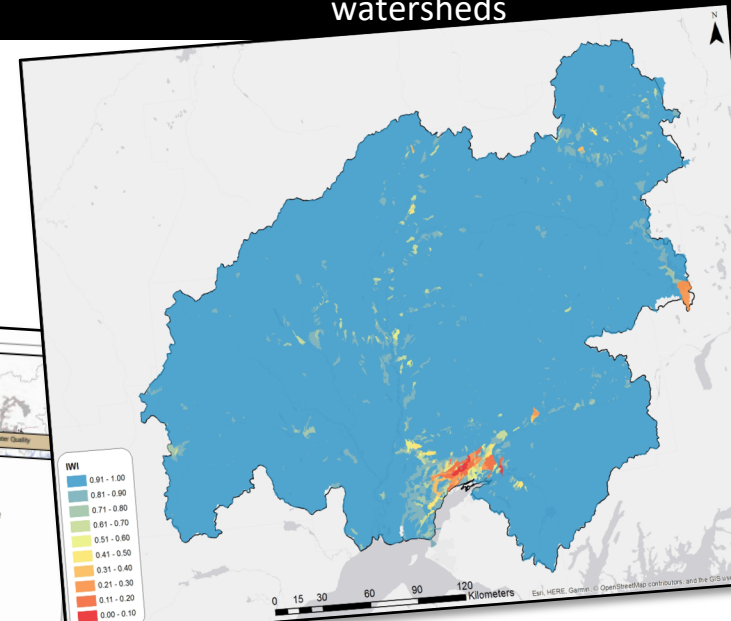 watersheds
N
ter Quality
IWI
0.91 - 1.00
0.81 - 0.90
0.71 - 0.80
0.61 - 0.70
0.51 - 0.60
0.41 - 0.50
0.31 - 0.40
0.21 - 0.30
0.11 - 0.20
0.00 - 0.10
0 15 30 60 90 120
Kilometers
Esri, HERE, Garmin, © OpenStreetMap contributors, and the GIS use